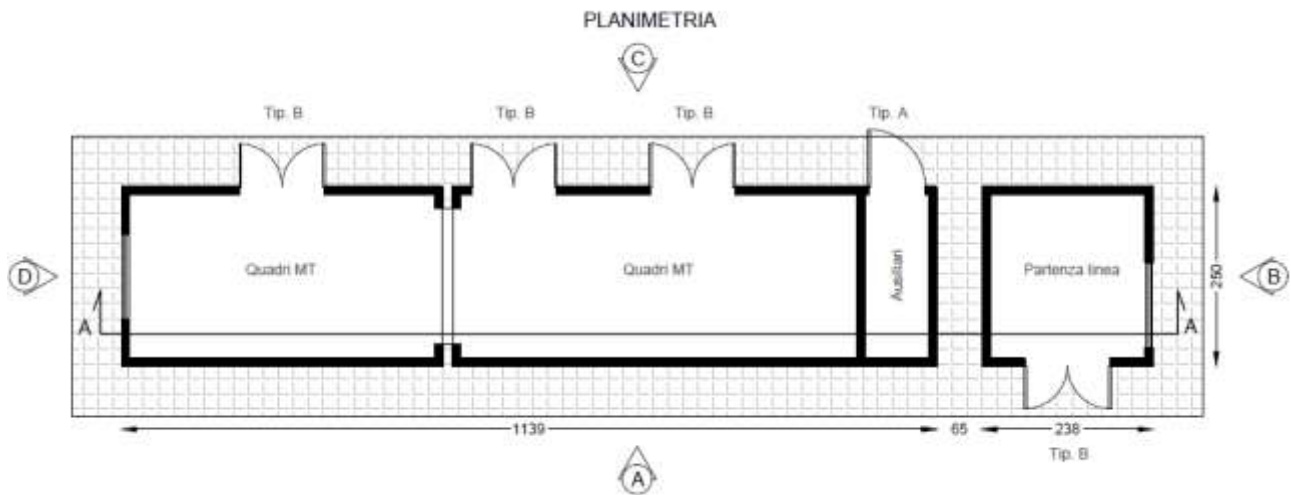 PLANIMETRIA
C
Tip. B
Tip. B
Tip. B
Tip. A
Quadri MT
Quadri MT
Ausiliari
Partenza linea
250
D
B
A
A
1139
65
238
Tip. B
A